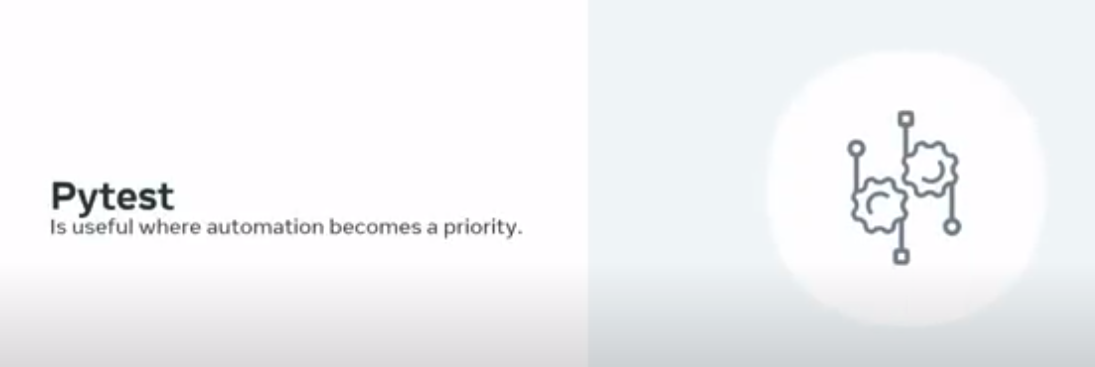 Pytest
Is useful where automation becomes a priority.